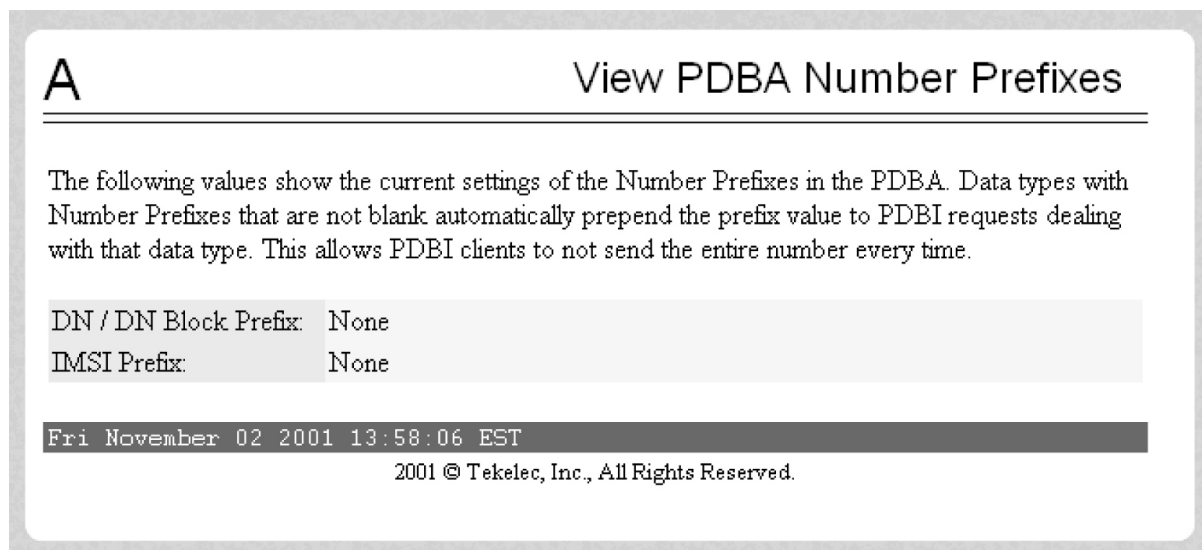 A
View PDBA Number Prefixes
The following values show the current settings of the Number Prefixes in the PDBA. Data types with
Number Prefixes that are not blank automatically prepend the prefix value to PDBI requests dealing
with that data type. This allows PDBI clients to not send the entire number every time.
DN / DN Block Prefix: None
IMSI Prefix: None
Fri November 02 2001 13:58:06 EST
2001 © Tekelec, Inc., All Rights Reserved.